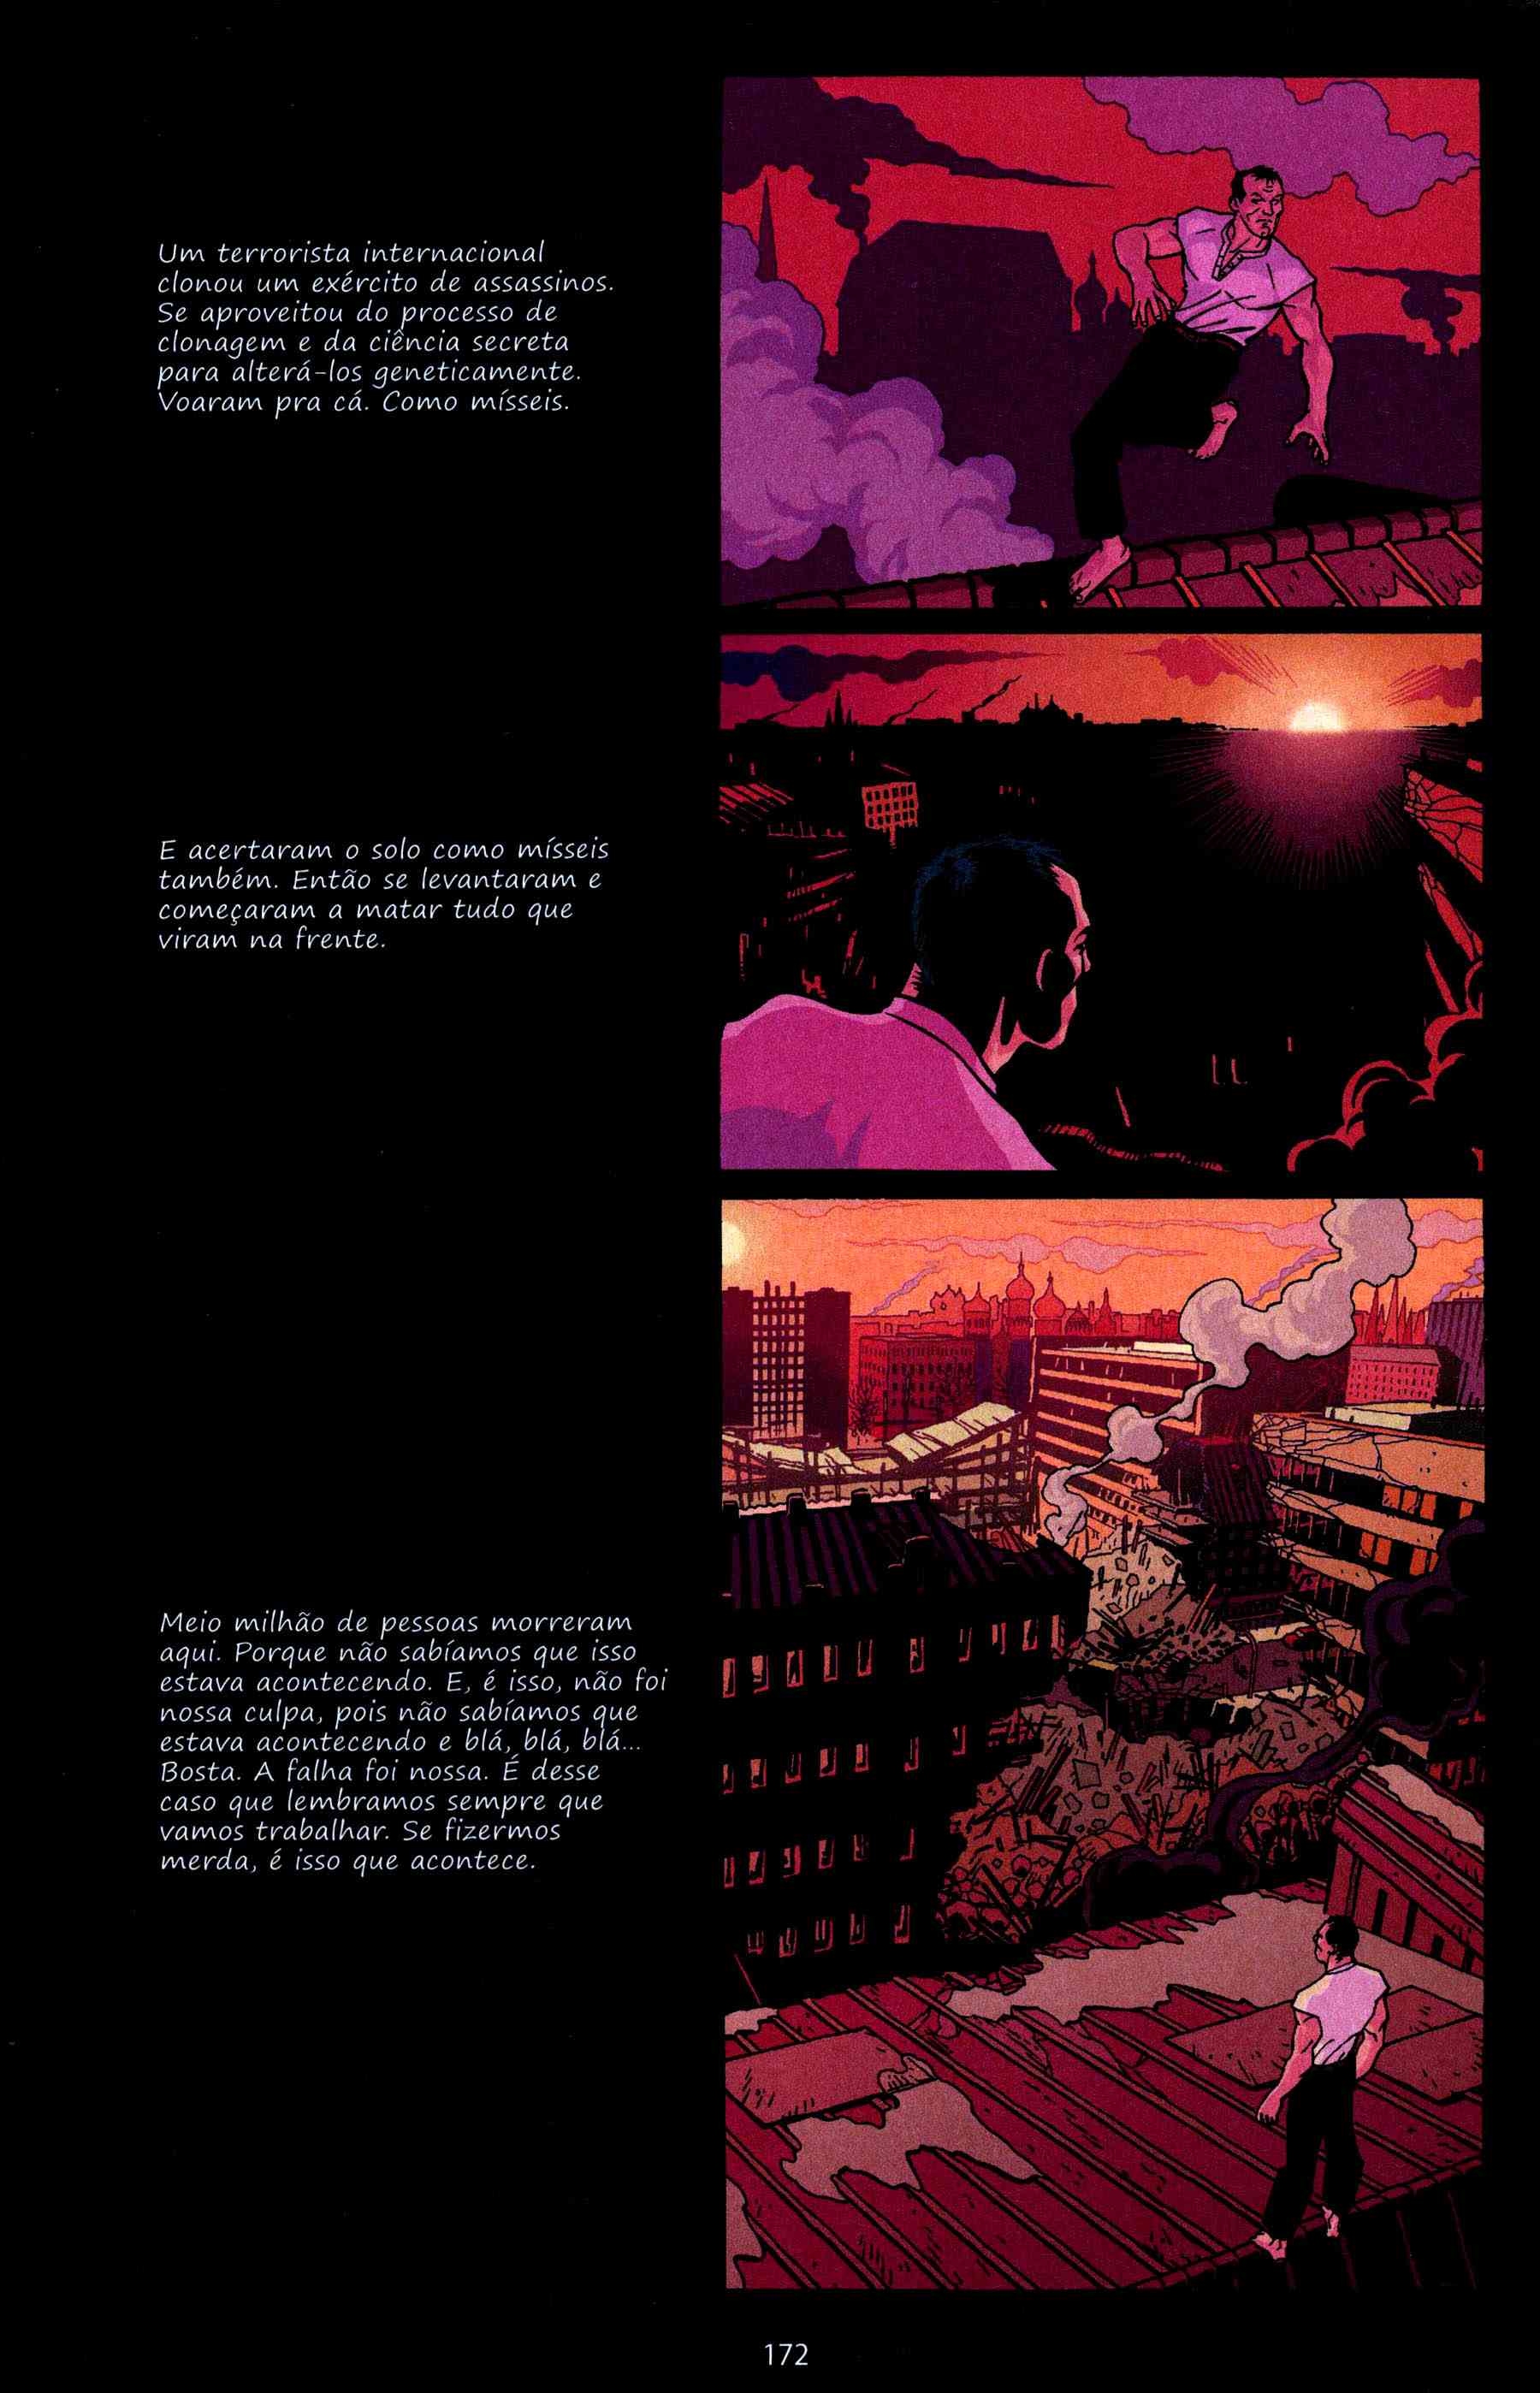 Um terrorista internacional
clonou um exército de assassinos.
Se aproveitou do processo de
clonagem e da ciência secreta
para alterá-los geneticamente.
Voaram pra cá. Como mísseis.
E acertaram o solo como mísseis
também. Então se levantaram e
começaram a matar tudo que
viram na frente.
Meio milhão de pessoas morreram
aqui. Porque não sabíamos que isso
estava acontecendo. E, é isso, não foi
nossa culpa, pois não sabíamos que
estava acontecendo e blá, blá, blá...
Bosta. A falha foi nossa. É desse
caso que lembramos sempre que
vamos trabalhar. Se fizermos
merda, é isso que acontece.
172